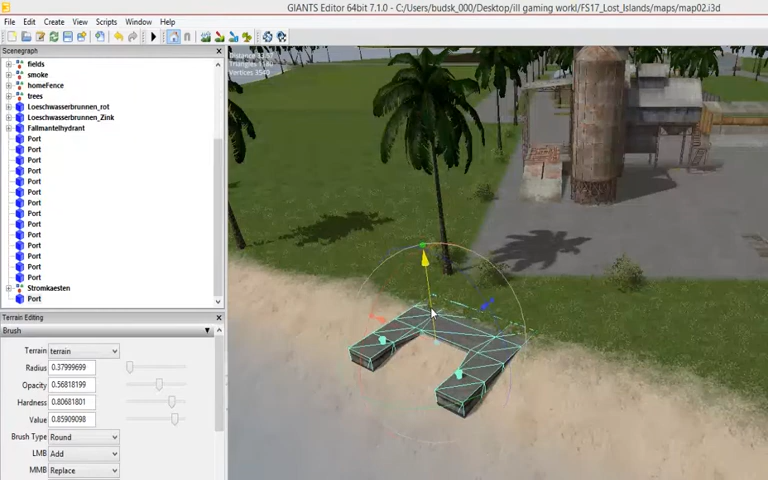 GIANTS Editor 64bit 7.1.0 - C:/Users/budsk_000/Desktop/ill gaming workl/FS17_Lost_Islands/maps/map02.i3d
File Edit Create View Scripts Window Help
Scenegraph
fields
smoke
homeFence
trees
Loeschwasserbrunnen_rot
Loeschwasserbrunnen_Zink
Fallmantelhydrant
Port
Port
Port
Port
Port
Port
Port
Port
Port
Port
Port
Port
Port
Port
Stromkaesten
Port
Terrain Editing
Brush
Terrain: terrain
Radius 0.37999699
Opacity 0.56818199
Hardness 0.80681801
Value 0.85909098
Brush Type Round
LMB Add
MMB Replace
Triangles
Vertices